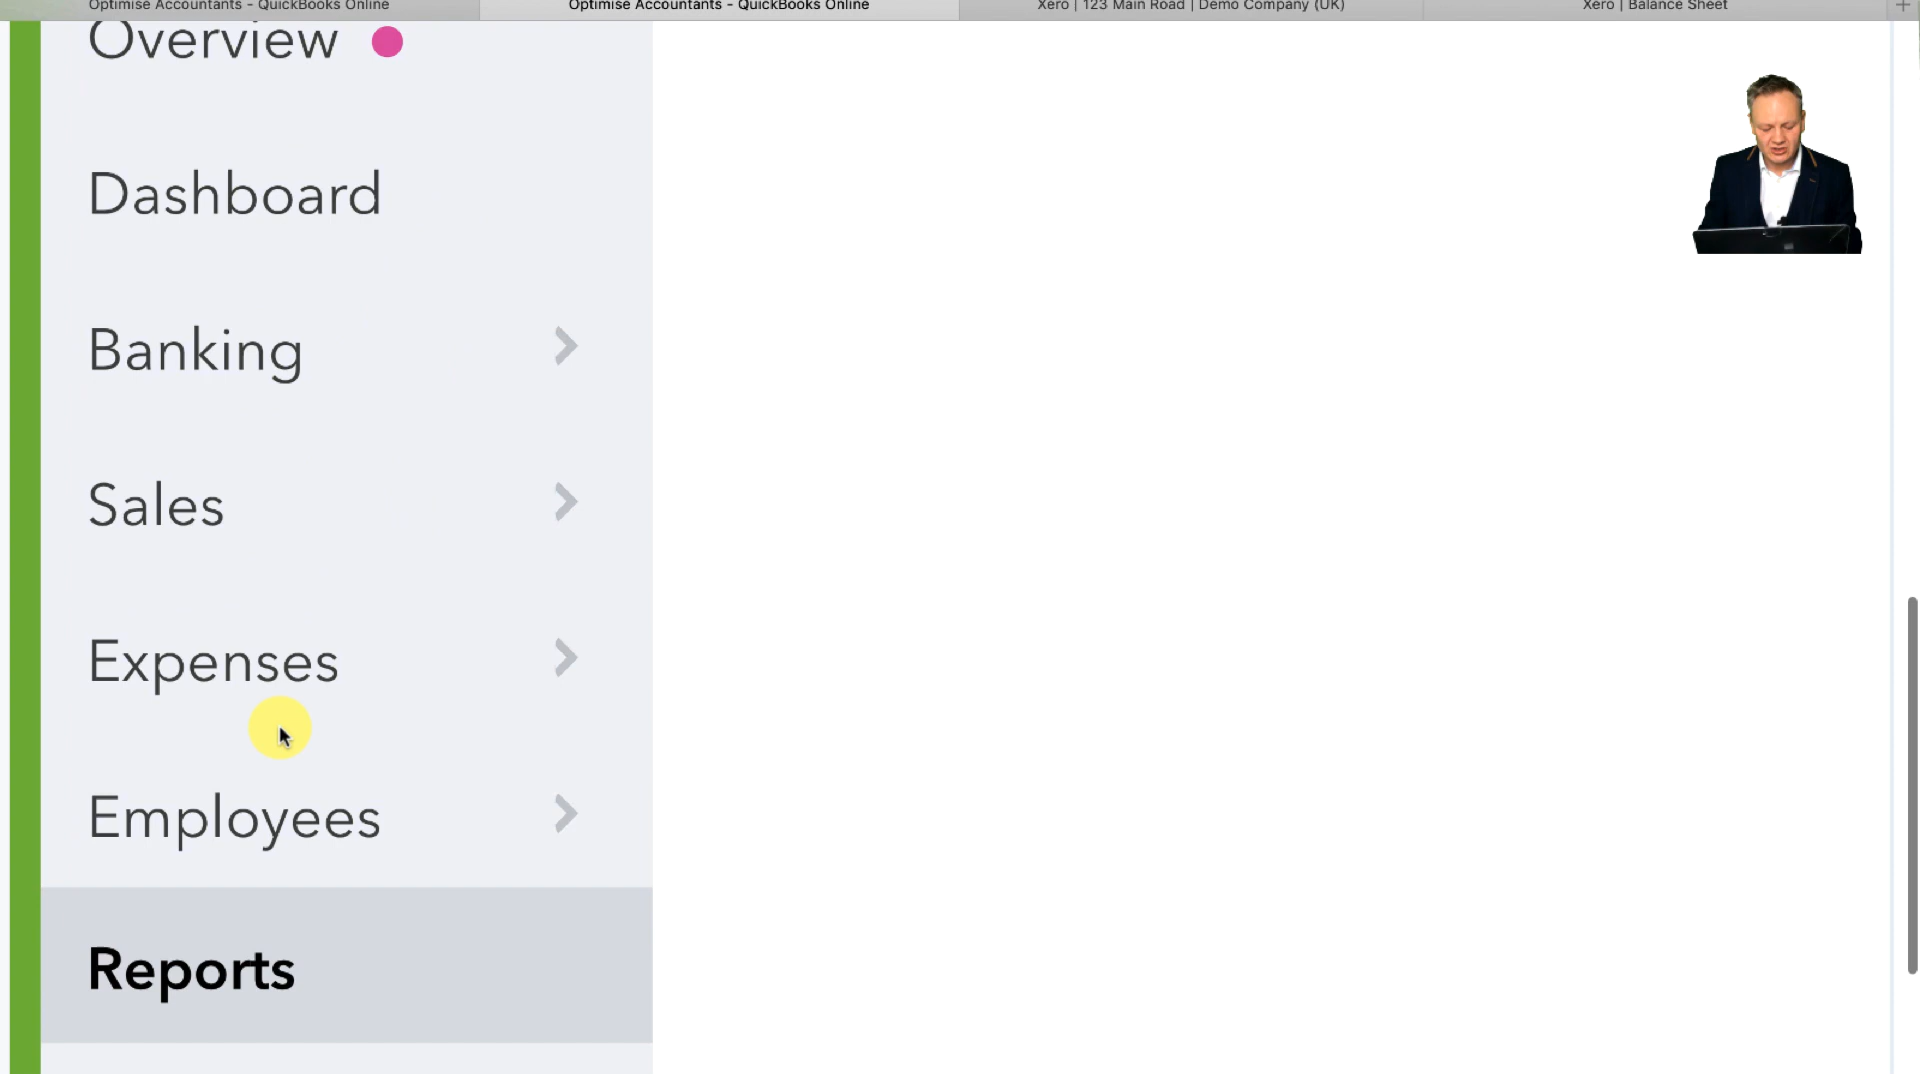 Optimise Accountants - QuickBooks Online
Optimise Accountants - QuickBooks Online
Xero | 123 Main Road | Demo Company (UK)
Xero | Balance Sheet
Overview
Dashboard
Banking
Sales
Expenses
Employees
Reports